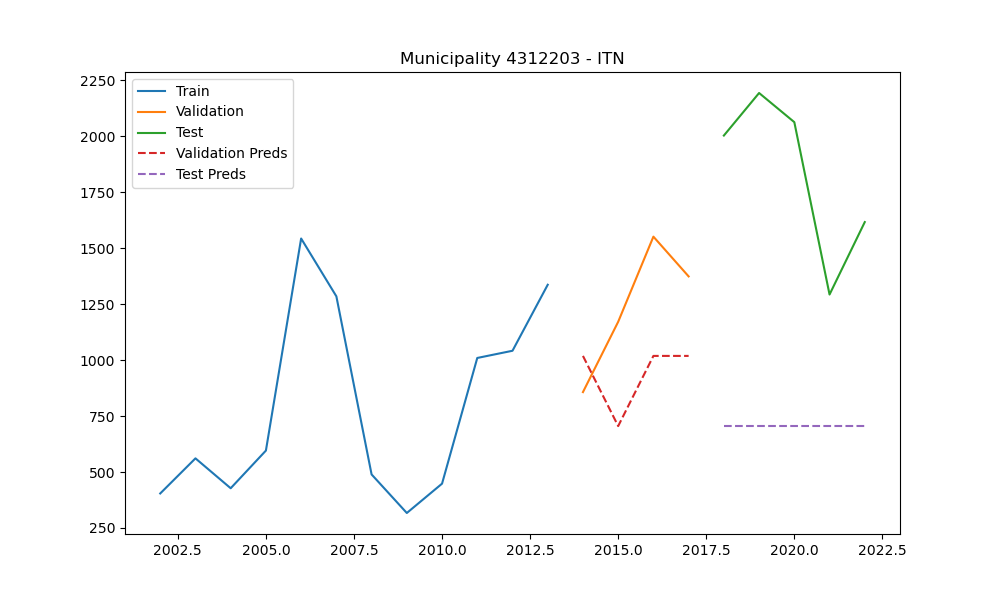 Municipality 4312203 - ITN
Train
Validation
Test
Validation Preds
Test Preds
2250
2000
1750
1500
1250
1000
750
500
250
2002.5 2005.0 2007.5 2010.0 2012.5 2015.0 2017.5 2020.0 2022.5